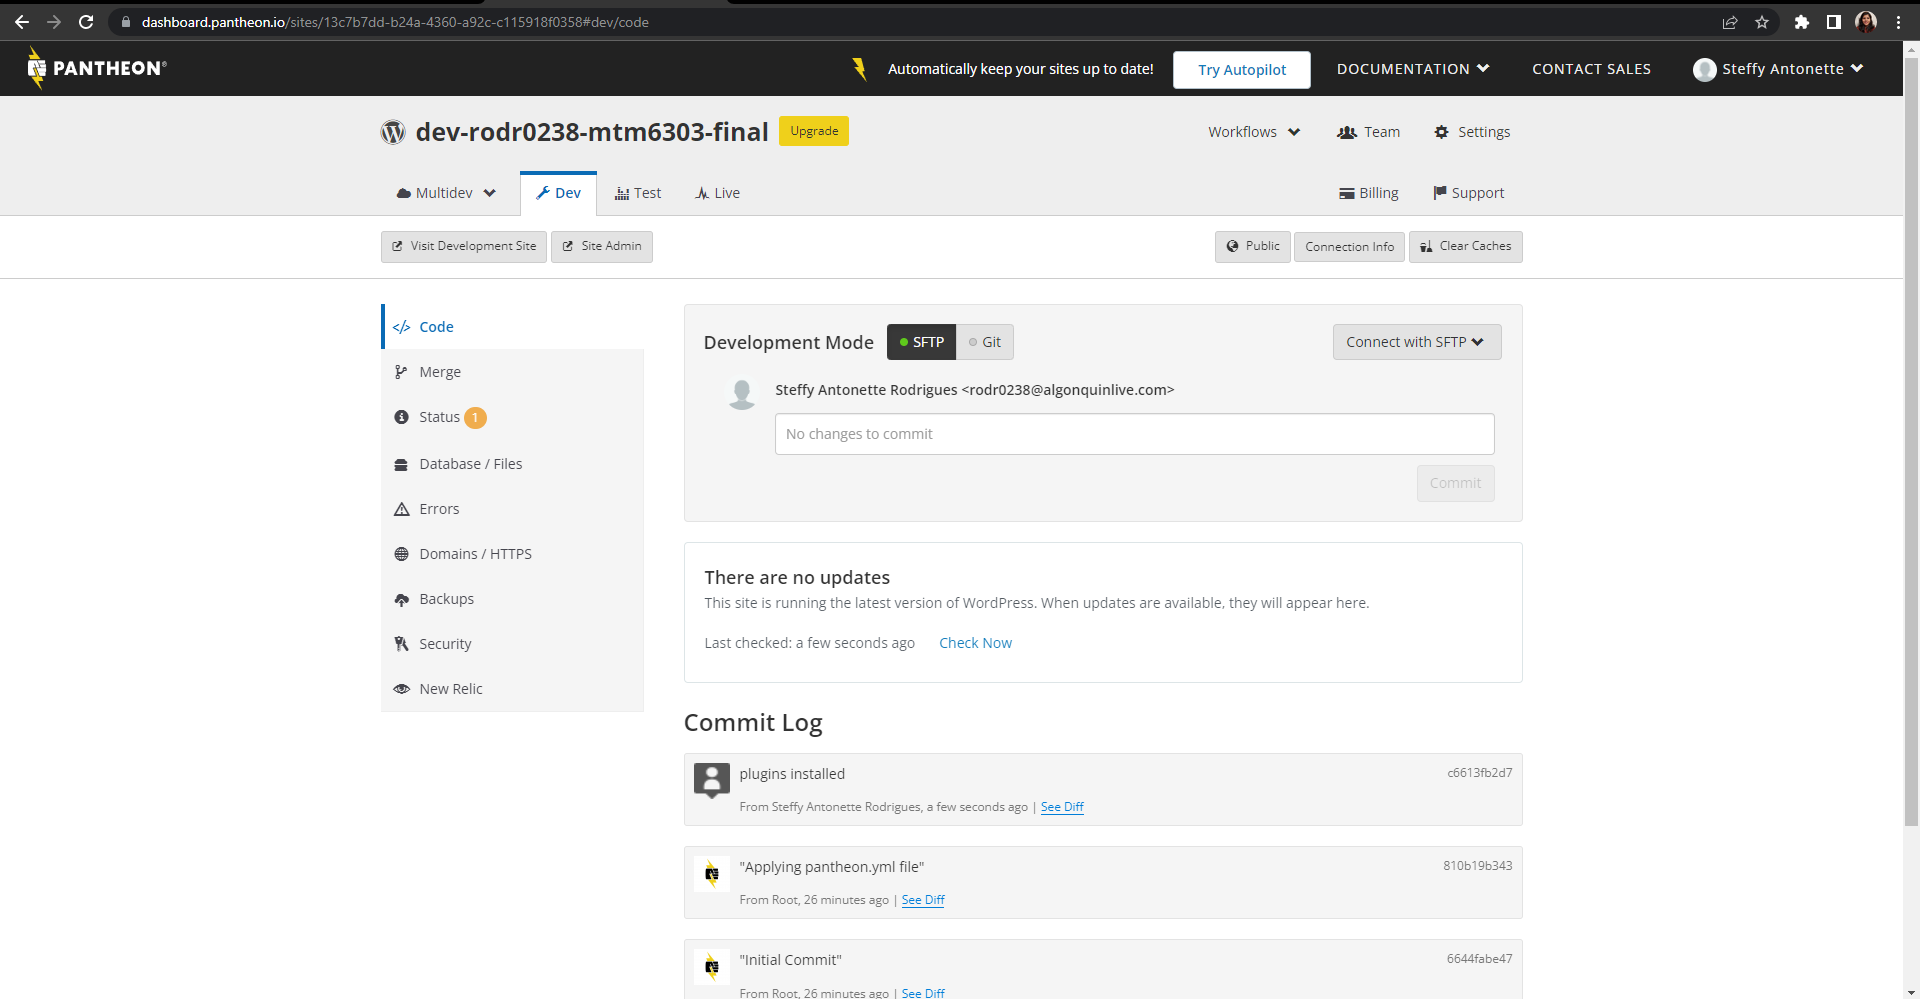 dashboard.pantheon.io/sites/13c7b7dd-b24a-4360-a92c-c115918f0358#dev/code
PANTHEON®
Automatically keep your sites up to date!
Try Autopilot
DOCUMENTATION
CONTACT SALES
Steffy Antonette
dev-rodr0238-mtm6303-final
Upgrade
Workflows
Team
Settings
Multidev
Dev
Test
Live
Billing
Support
Visit Development Site
Site Admin
Public
Connection Info
Clear Caches
</> Code
Merge
Status 1
Database / Files
Errors
Domains / HTTPS
Backups
Security
New Relic
Development Mode
SFTP
Git
Connect with SFTP
Steffy Antonette Rodrigues <rodr0238@algonquinlive.com>
No changes to commit
Commit
There are no updates
This site is running the latest version of WordPress. When updates are available, they will appear here.
Last checked: a few seconds ago Check Now
Commit Log
plugins installed
c6613fb2d7
From Steffy Antonette Rodrigues, a few seconds ago | See Diff
"Applying pantheon.yml file"
810b19b343
From Root, 26 minutes ago | See Diff
"Initial Commit"
6644fabe47
From Root, 26 minutes ago | See Diff